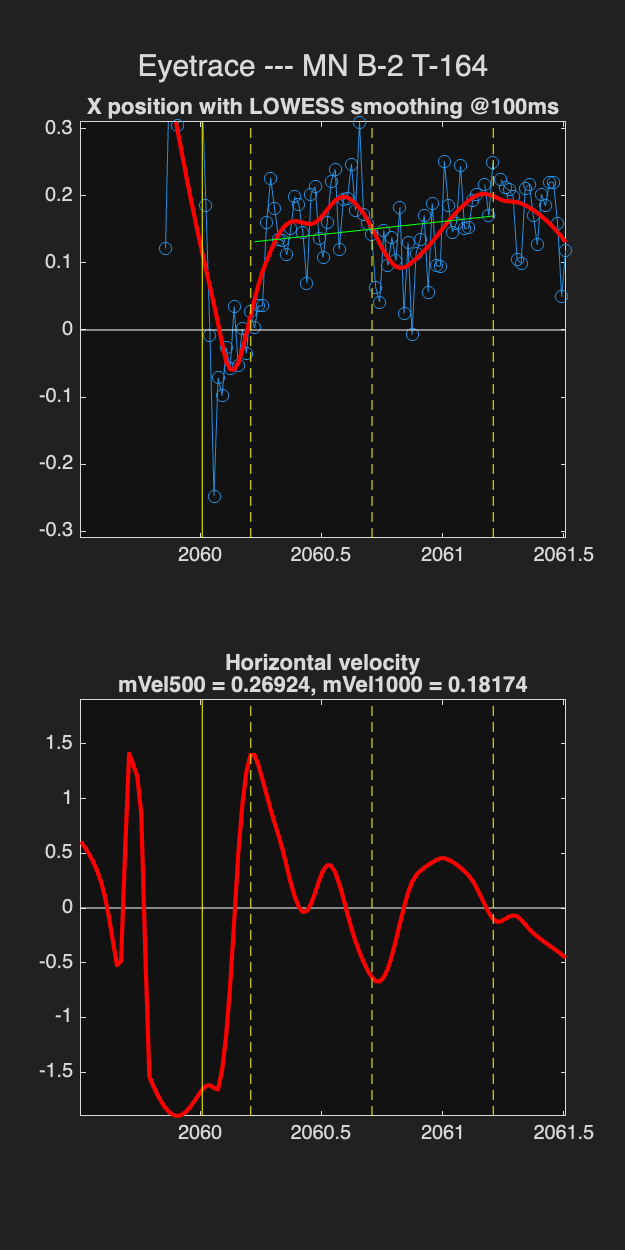 Eyetrace --- MN B-2 T-164
X position with LOWESS smoothing @100ms
0.3
0.2
0.1
0
-0.1
-0.2
-0.3
2060 2060.5 2061 2061.5
Horizontal velocity
mVel500 = 0.26924, mVel1000 = 0.18174
1.5
1
0.5
0
-0.5
-1
-1.5
2060 2060.5 2061 2061.5